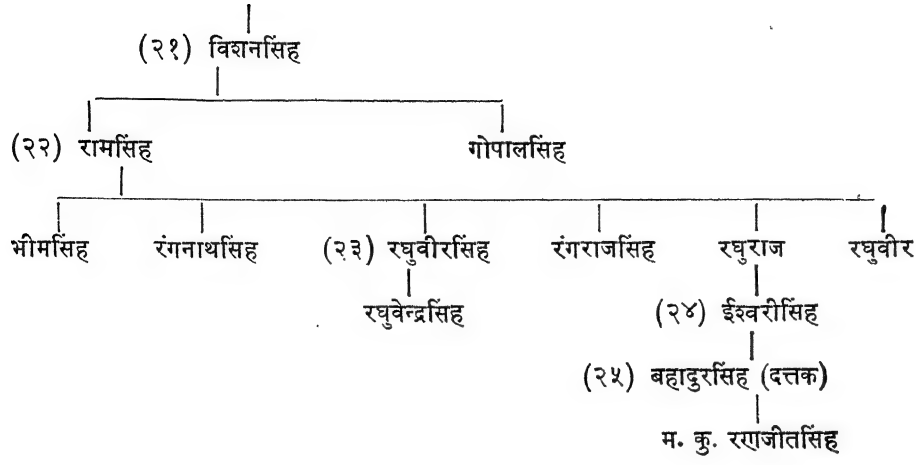 (२१) विशनसिंह
(२२) रामसिंह गोपालसिंह
भीमसिंह रंगनाथसिंह (२३) रघुवीरसिंह रंगराजसिंह रघुराज रघुवीर
रघुवेन्द्रसिंह (२४) ईश्वरीसिंह
(२५) बहादुरसिंह (दत्तक)
म. कु. रणजीतसिंह